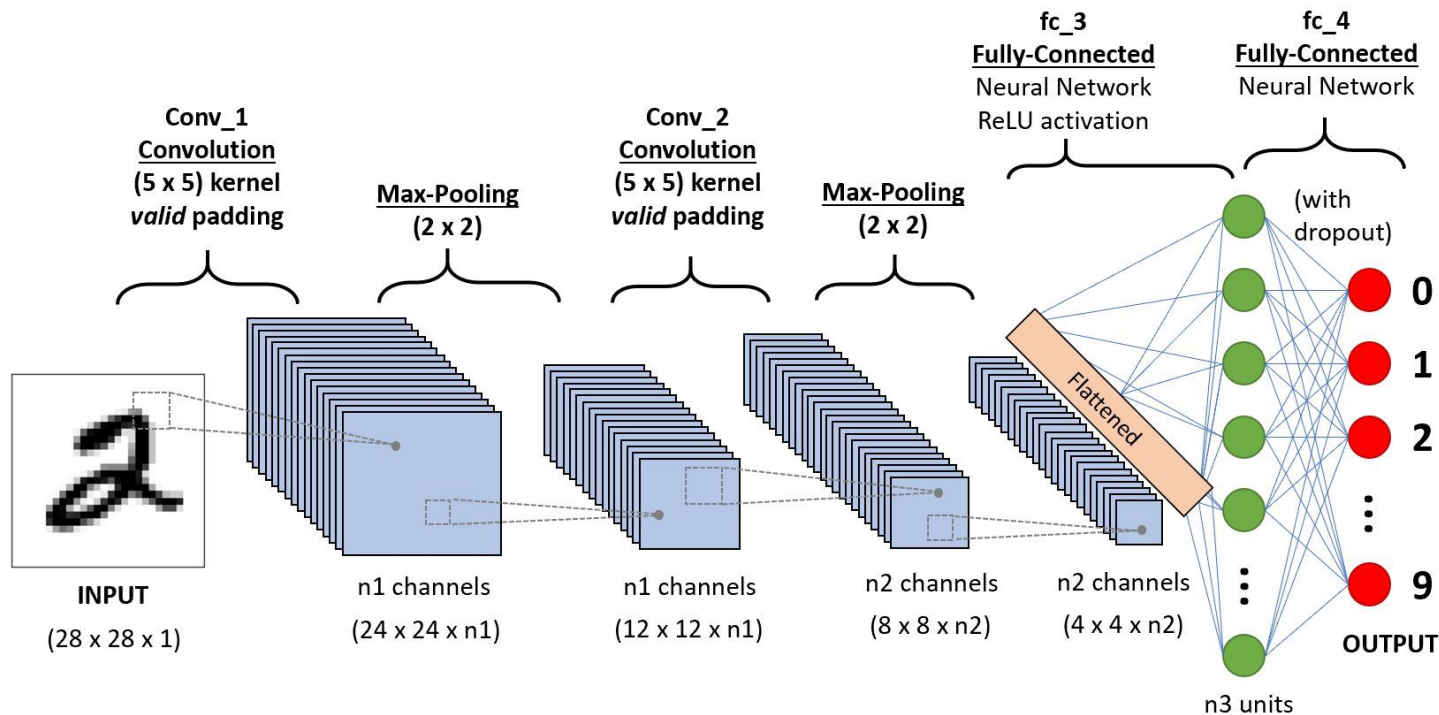 Conv_1
Convolution
(5 x 5) kernel
valid padding
Max-Pooling
(2 x 2)
Conv_2
Convolution
(5 x 5) kernel
valid padding
Max-Pooling
(2 x 2)
fc_3
Fully-Connected
Neural Network
ReLU activation
fc_4
Fully-Connected
Neural Network
(with
dropout)
Flattened
0
1
2
9
OUTPUT
2
INPUT
(28 x 28 x 1)
n1 channels
(24 x 24 x n1)
n1 channels
(12 x 12 x n1)
n2 channels
(8 x 8 x n2)
n2 channels
(4 x 4 x n2)
n3 units